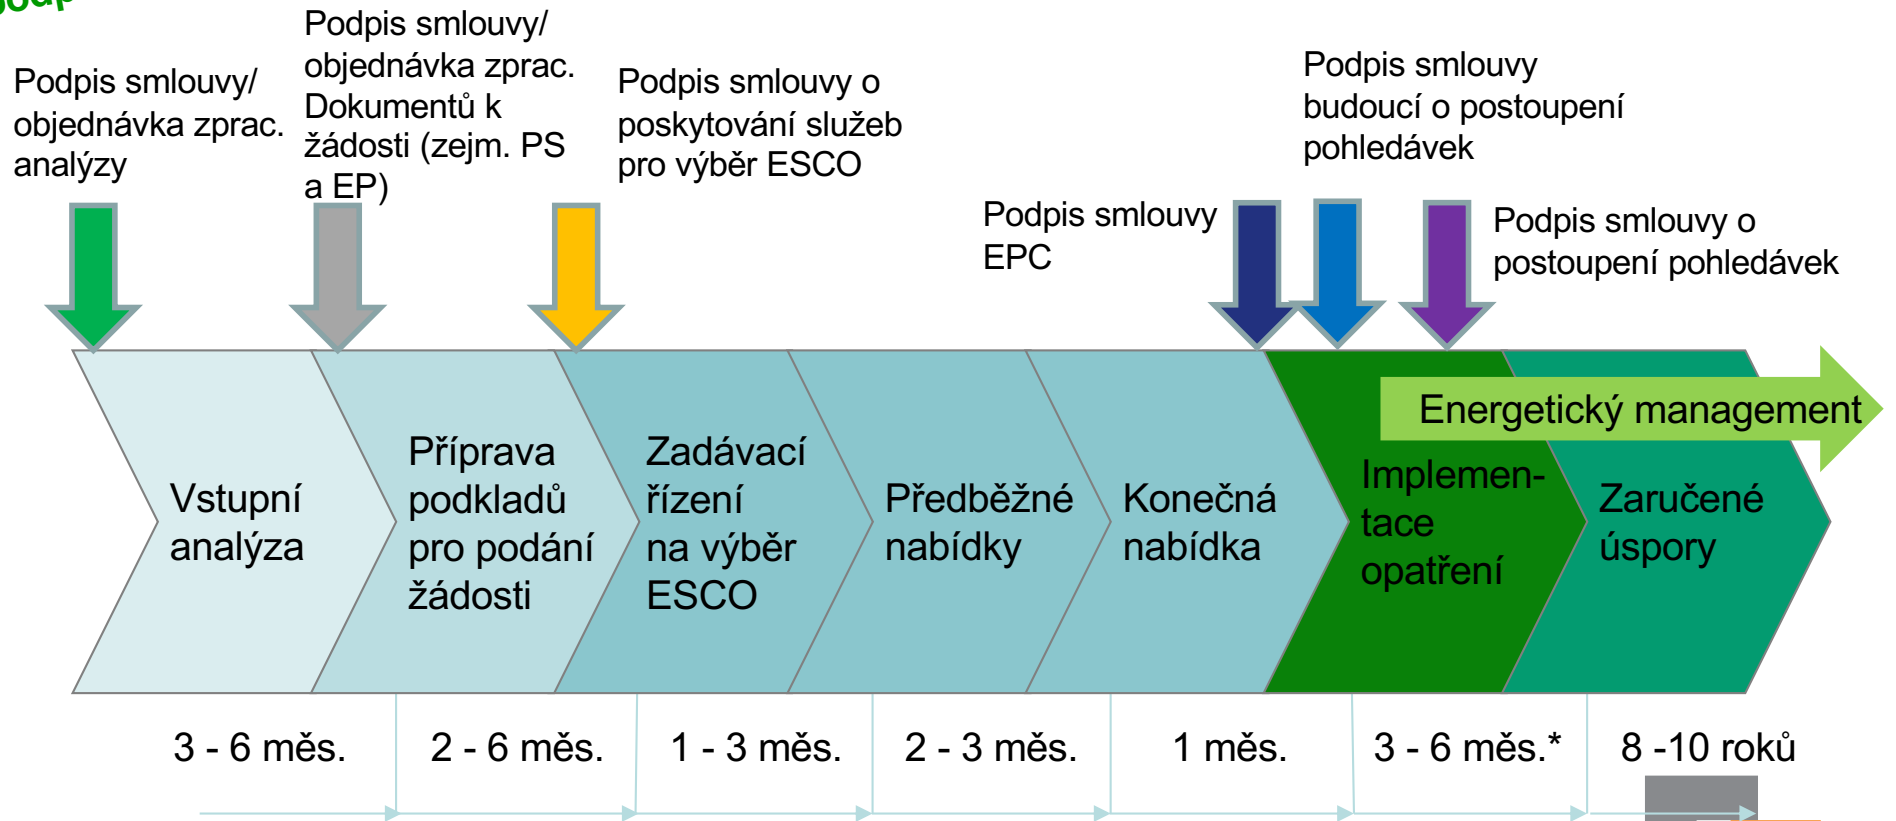 Podpis smlouvy/
objednávka zprac.
analýzy
Podpis smlouvy/
objednávka zprac.
Dokumentů k
žádosti (zejm. PS
a EP)
Podpis smlouvy o
poskytování služeb
pro výběr ESCO
Podpis smlouvy
EPC
Podpis smlouvy
budoucí o postoupení
pohledávek
Podpis smlouvy o
postoupení pohledávek
Energetický management
Vstupní
analýza
Příprava
podkladů
pro podání
žádosti
Zadávací
řízení
na výběr
ESCO
Předběžné
nabídky
Konečná
nabídka
Implemen-
tace
opatření
Zaručené
úspory
3 - 6 měs.
2 - 6 měs.
1 - 3 měs.
2 - 3 měs.
1 měs.
3 - 6 měs.*
8 -10 roků